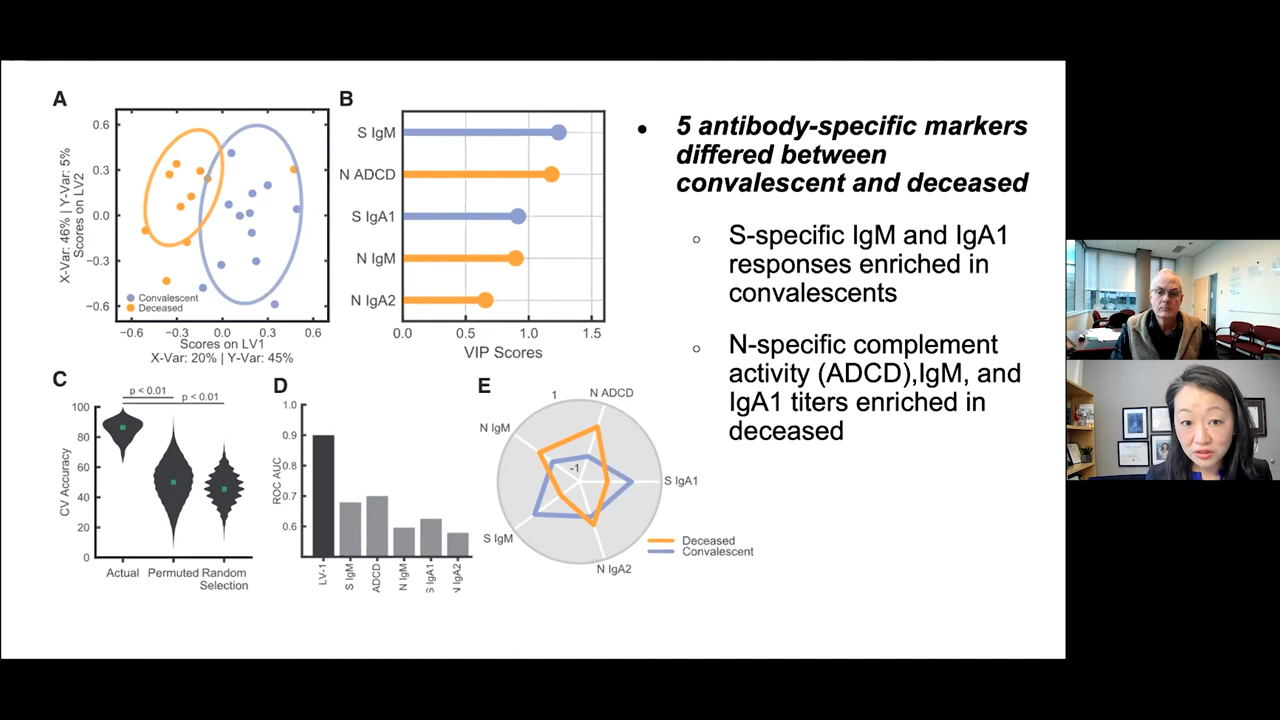 A
0.6
0.3
0.0
−0.3
−0.6
X-Var: 46% | Y-Var: 5%
Scores on LV2
Convalescent
Deceased
−0.6
−0.3
0.0
0.3
0.6
Scores on LV1
X-Var: 20% | Y-Var: 45%
B
S IgM
N ADCD
S IgA1
N IgM
N IgA2
0.0
0.5
1.0
1.5
VIP Scores
C
p < 0.01
p < 0.01
100
80
60
40
20
0
CV Accuracy
Actual
Permuted
Random
Selection
D
1.0
0.9
0.8
0.7
0.6
ROC AUC
LV-1
S IgM
ADCD
N IgM
S IgA1
N IgA2
E
1
N ADCD
N IgM
-1
S IgA1
S IgM
N IgA2
Deceased
Convalescent
• 5 antibody-specific markers
differed between
convalescent and deceased
○ S-specific IgM and IgA1
responses enriched in
convalescents
○ N-specific complement
activity (ADCD),IgM, and
IgA1 titers enriched in
deceased